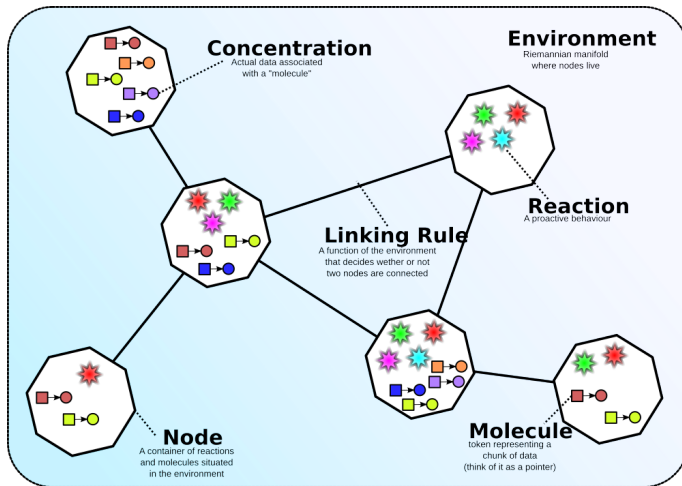 Concentration
Actual data associated
with a "molecule"
Environment
Riemannian manifold
where nodes live
Reaction
A proactive behaviour
Linking Rule
A function of the environment
that decides wether or not
two nodes are connected
Node
A container of reactions
and molecules situated
in the environment
Molecule
token representing a
chunk of data
(think of it as a pointer)